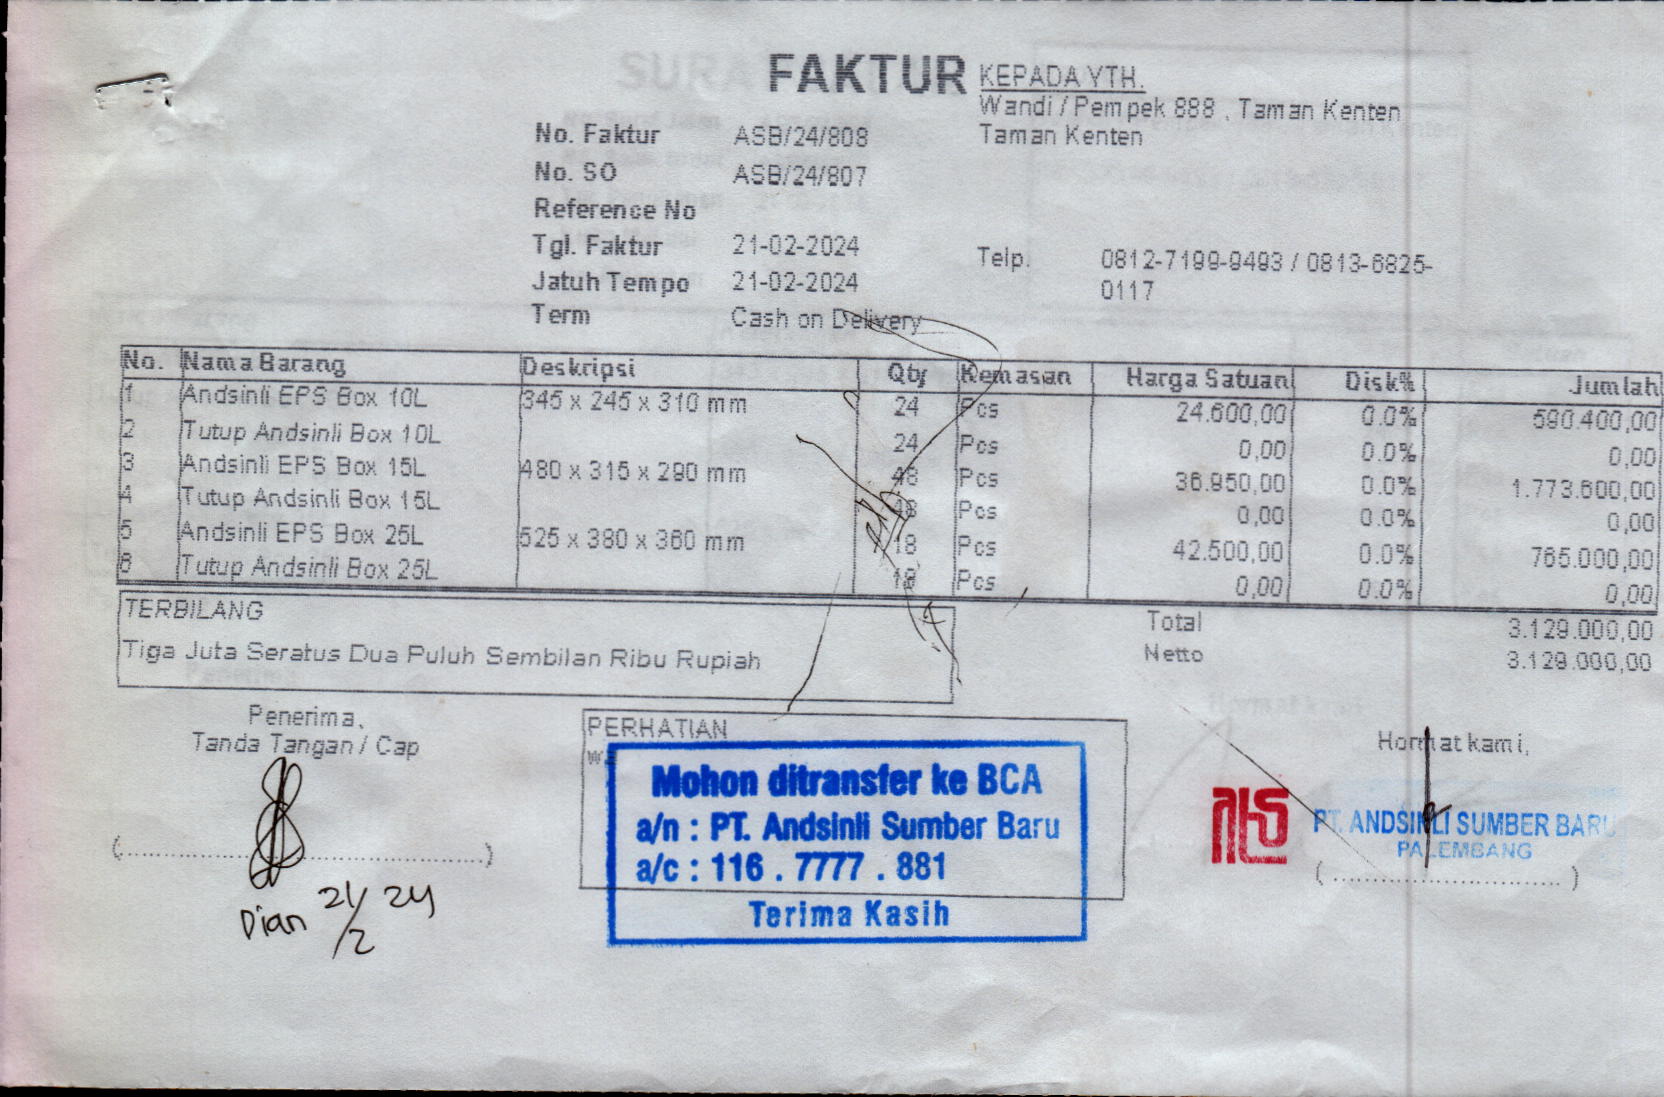 FAKTUR
KEPADA YTH.
Wandi / Pempek 888 , Taman Kenten
Taman Kenten
No. Faktur ASB/24/808
No. SO ASB/24/807
Reference No
Tgl. Faktur 21-02-2024
Jatuh Tempo 21-02-2024
Term Cash on Delivery
Telp. 0812-7199-9493 / 0813-6825-
0117
No. Nama Barang Deskripsi Qty Kemasan Harga Satuan Disk% Jumlah
1 Andsinli EPS Box 10L 345 x 245 x 310 mm 24 Pcs 24.600,00 0.0% 590.400,00
2 Tutup Andsinli Box 10L 24 Pcs 0,00 0.0% 0,00
3 Andsinli EPS Box 15L 480 x 315 x 290 mm 48 Pcs 36.950,00 0.0% 1.773.600,00
4 Tutup Andsinli Box 15L 48 Pcs 0,00 0.0% 0,00
5 Andsinli EPS Box 25L 525 x 380 x 360 mm 18 Pcs 42.500,00 0.0% 765.000,00
6 Tutup Andsinli Box 25L 18 Pcs 0,00 0.0% 0,00
TERBILANG
Tiga Juta Seratus Dua Puluh Sembilan Ribu Rupiah
Total 3.129.000,00
Netto 3.129.000,00
Penerima,
Tanda Tangan / Cap
(..........................................................)
Dian 21/2 24
PERHATIAN
Mohon ditransfer ke BCA
a/n : PT. Andsinli Sumber Baru
a/c : 116 . 7777 . 881
Terima Kasih
Hormat kami,
PT. ANDSINLI SUMBER BARU
PALEMBANG
(......................................)